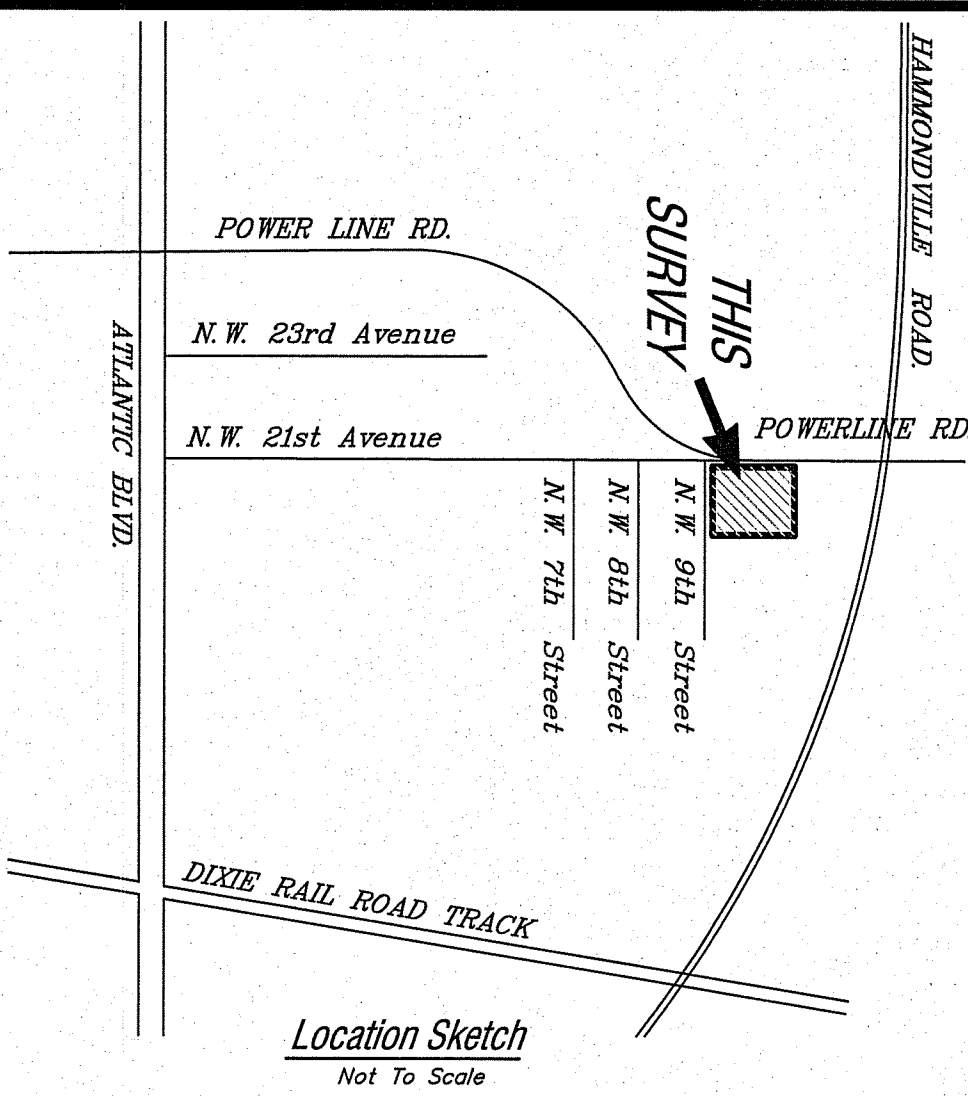 HAMMONDVILLE ROAD.
POWER LINE RD.
THIS
SURVEY
N.W. 23rd Avenue
ATLANTIC BLVD.
N.W. 21st Avenue
POWERLINE RD.
N.W. 7th Street
N.W. 8th Street
N.W. 9th Street
DIXIE RAIL ROAD TRACK
Location Sketch
Not To Scale